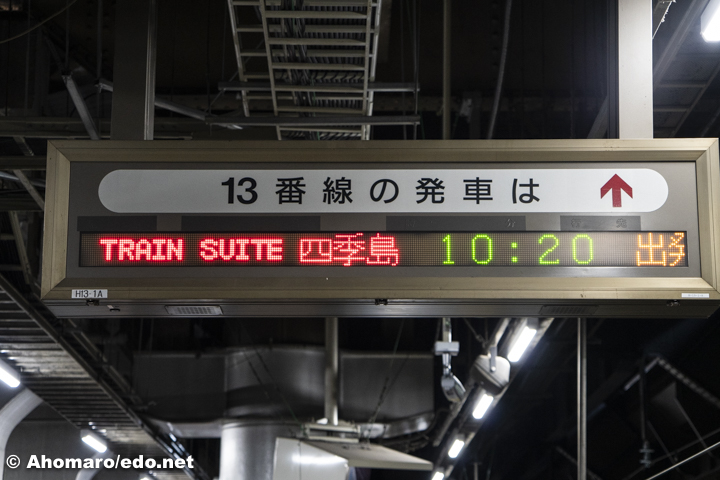 13番線の発車は ↑
TRAIN SUITE 四季島 10:20 出
H13-1A
© Ahomaro/edo.net